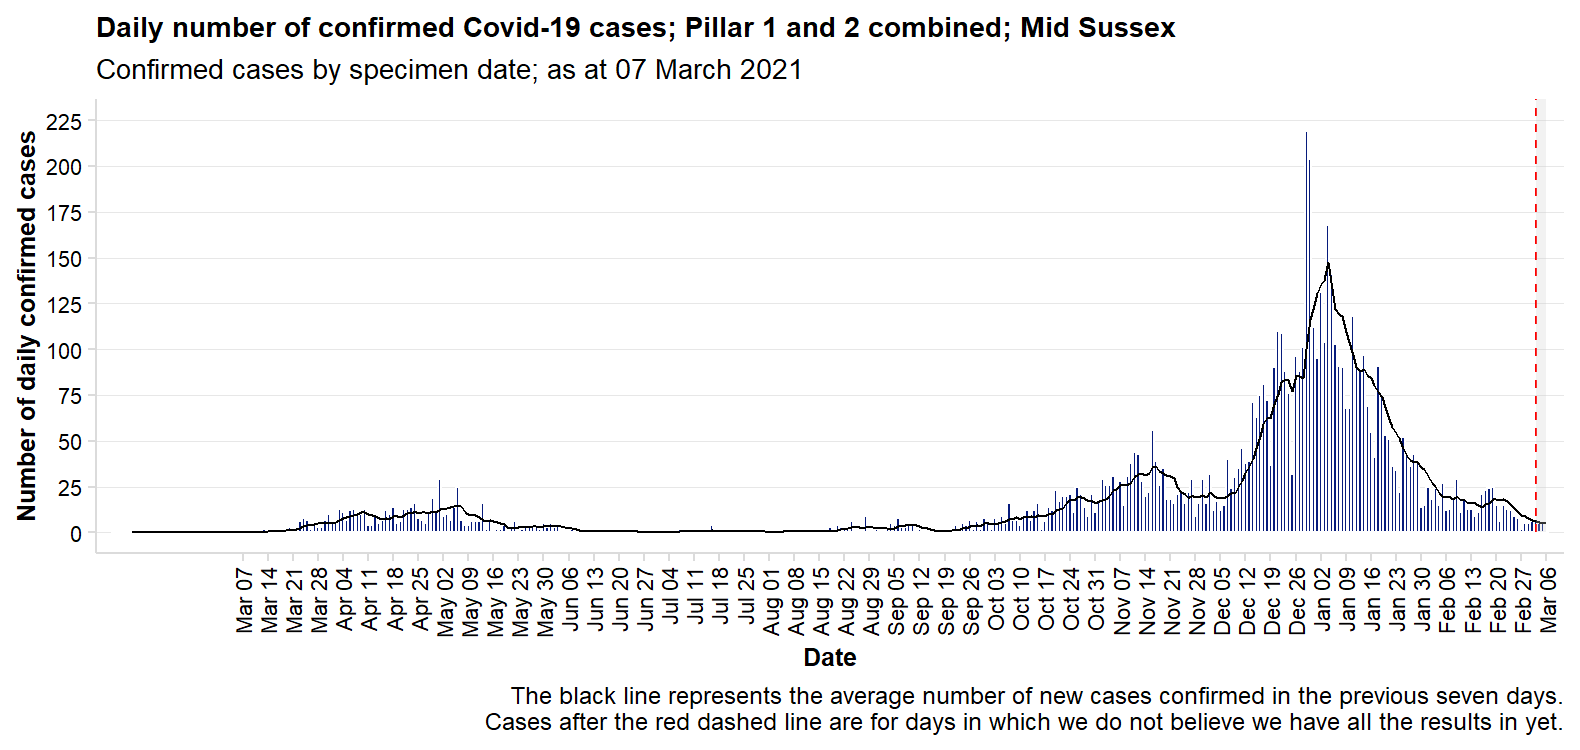 Daily number of confirmed Covid-19 cases; Pillar 1 and 2 combined; Mid Sussex
Confirmed cases by specimen date; as at 07 March 2021
Number of daily confirmed cases
225
200
175
150
125
100
75
50
25
0
Mar 07
Mar 14
Mar 21
Mar 28
Apr 04
Apr 11
Apr 18
Apr 25
May 02
May 09
May 16
May 23
May 30
Jun 06
Jun 13
Jun 20
Jun 27
Jul 04
Jul 11
Jul 18
Jul 25
Aug 01
Aug 08
Aug 15
Aug 22
Aug 29
Sep 05
Sep 12
Sep 19
Sep 26
Oct 03
Oct 10
Oct 17
Oct 24
Oct 31
Nov 07
Nov 14
Nov 21
Nov 28
Dec 05
Dec 12
Dec 19
Dec 26
Jan 02
Jan 09
Jan 16
Jan 23
Jan 30
Feb 06
Feb 13
Feb 20
Feb 27
Mar 06
Date
The black line represents the average number of new cases confirmed in the previous seven days.
Cases after the red dashed line are for days in which we do not believe we have all the results in yet.